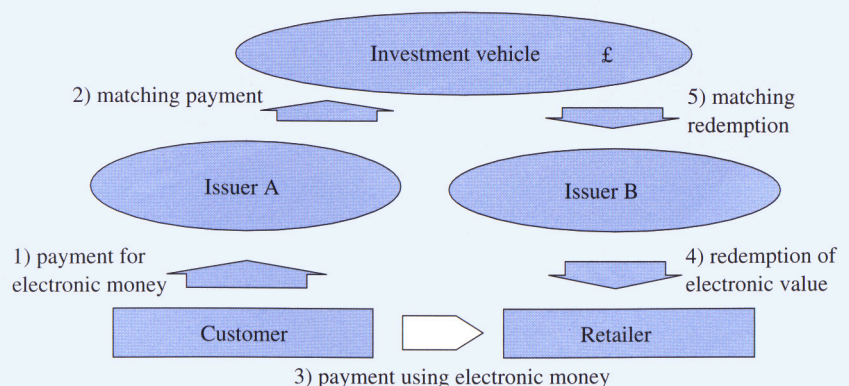 Investment vehicle £
2) matching payment
5) matching
redemption
Issuer A
Issuer B
1) payment for
electronic money
4) redemption of
electronic value
Customer
Retailer
3) payment using electronic money